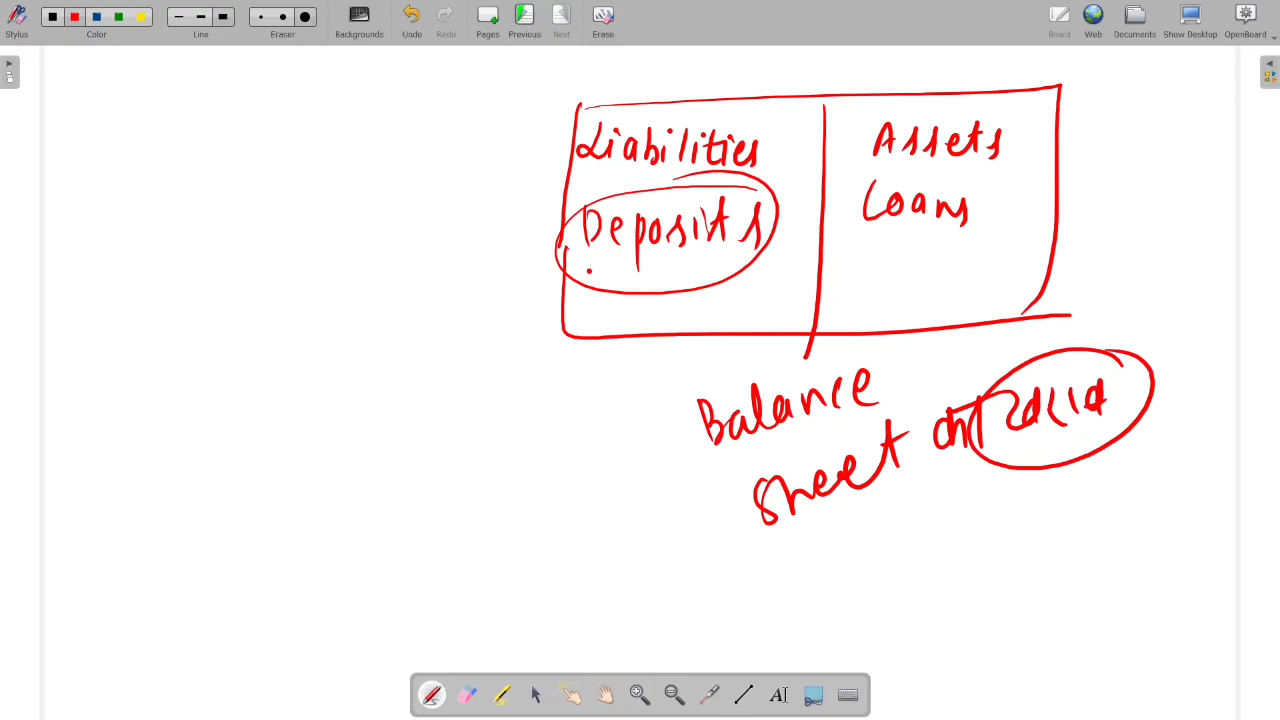 Stylus
Color
Line
Eraser
Backgrounds
Undo
Redo
Pages
Previous
Next
Erase
Board
Web
Documents
Show Desktop
OpenBoard
Liabilities
Assets
Deposits
Loans
Balance
sheet